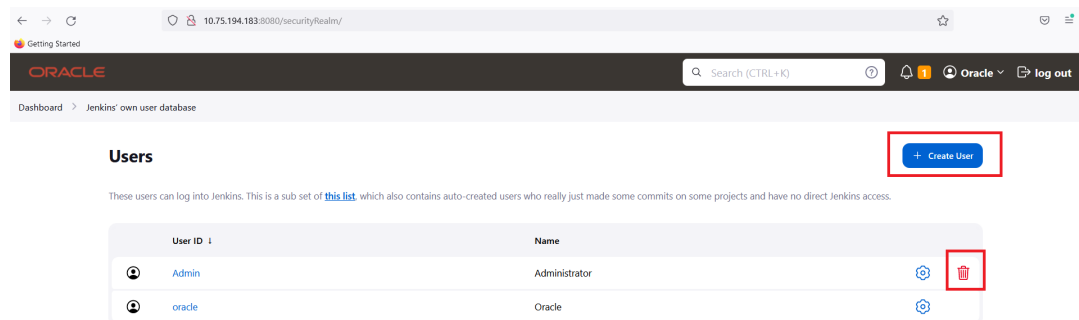 10.75.194.183:8080/securityRealm/
Getting Started
ORACLE
Search (CTRL+K)
1
Oracle
log out
Dashboard > Jenkins' own user database
Users
+ Create User
These users can log into Jenkins. This is a sub set of this list, which also contains auto-created users who really just made some commits on some projects and have no direct Jenkins access.
User ID ↓ Name
Admin Administrator
oracle Oracle